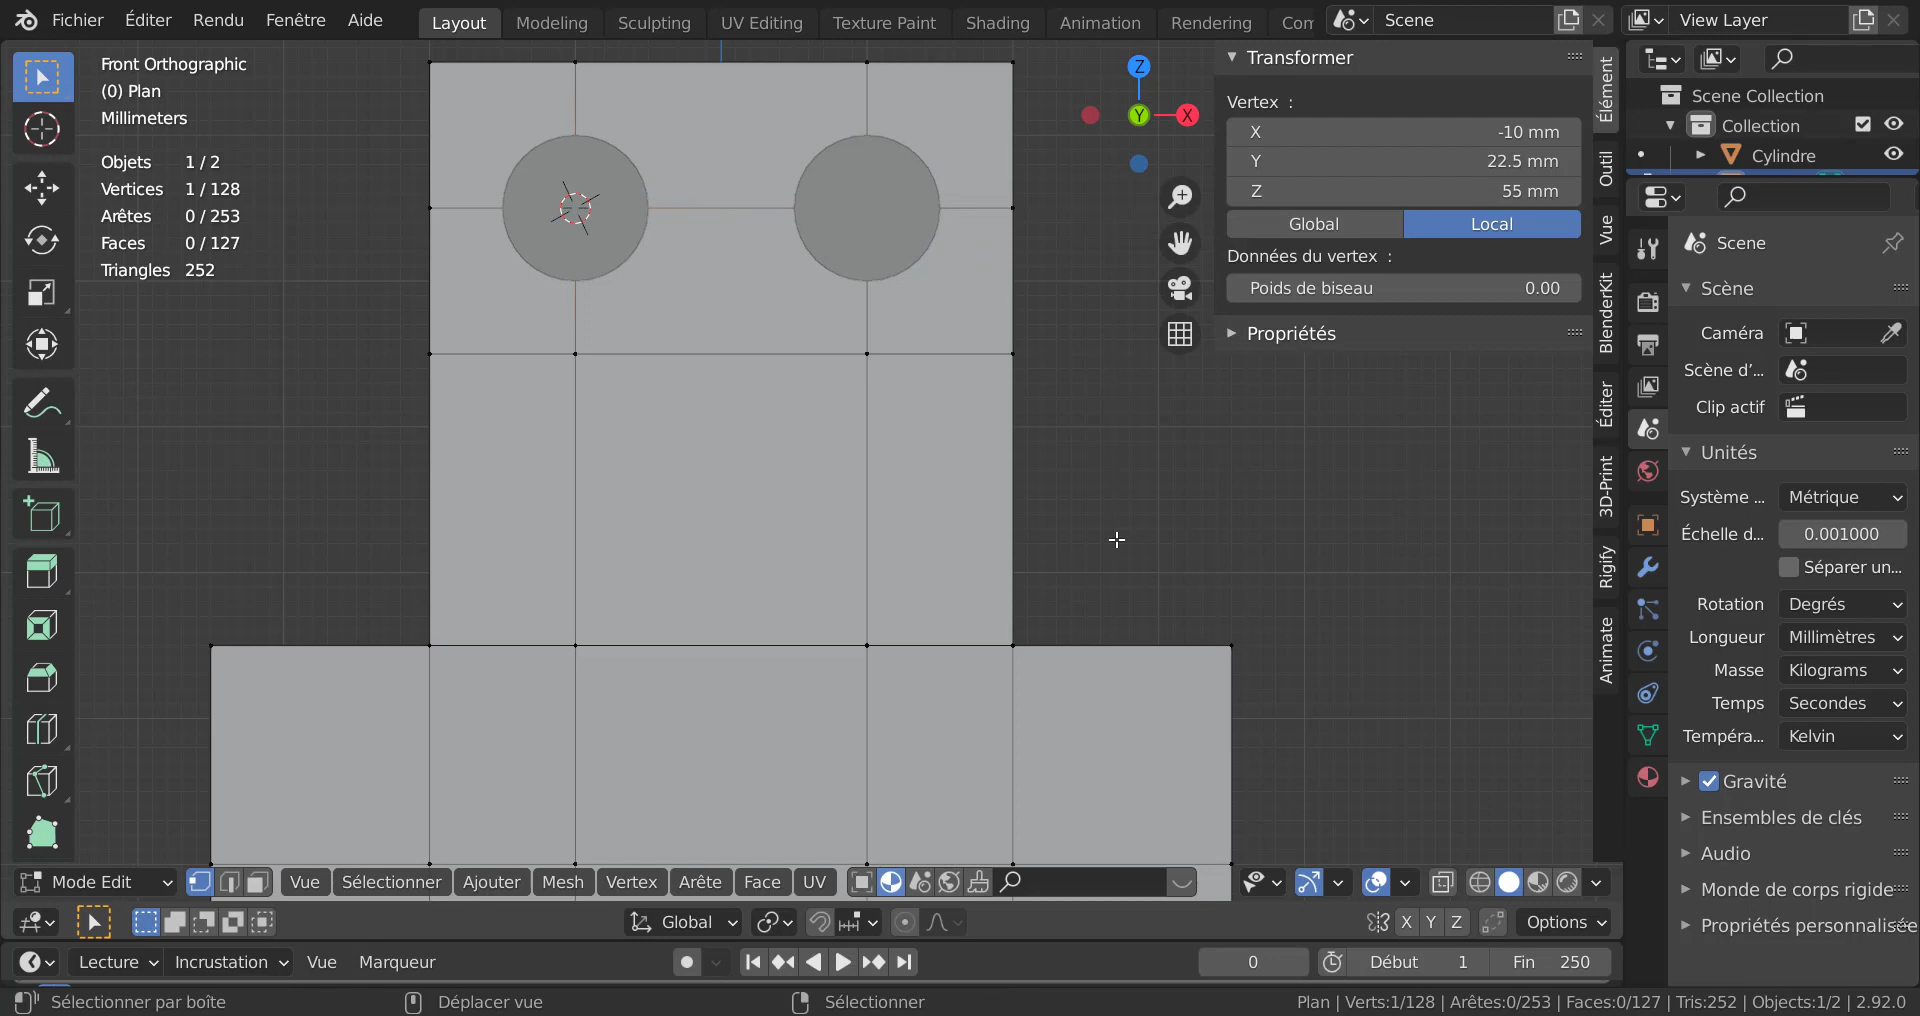 Fichier Éditer Rendu Fenêtre Aide Layout Modeling Sculpting UV Editing Texture Paint Shading Animation Rendering Scene View Layer
Front Orthographic
(0) Plan
Millimeters
Objets 1 / 2
Vertices 1 / 128
Arêtes 0 / 253
Faces 0 / 127
Triangles 252
Z
Y
X
Transformer
Vertex :
X -10 mm
Y 22.5 mm
Z 55 mm
Global Local
Données du vertex :
Poids de biseau 0.00
Propriétés
Élément
Outil
Vue
BlenderKit
Éditer
3D-Print
Rigify
Animate
Scene Collection
Collection
Cylindre
Scene
Scène
Caméra
Scène d'...
Clip actif
Unités
Système ... Métrique
Échelle d... 0.001000
Séparer un...
Rotation Degrés
Longueur Millimètres
Masse Kilograms
Temps Secondes
Tempéra... Kelvin
Gravité
Ensembles de clés
Audio
Monde de corps rigide
Propriétés personnalisée
Mode Edit Vue Sélectionner Ajouter Mesh Vertex Arête Face UV
Global X Y Z Options
Lecture Incrustation Vue Marqueur 0 Début 1 Fin 250
Sélectionner par boîte Déplacer vue Sélectionner Plan | Verts:1/128 | Arêtes:0/253 | Faces:0/127 | Tris:252 | Objects:1/2 | 2.92.0